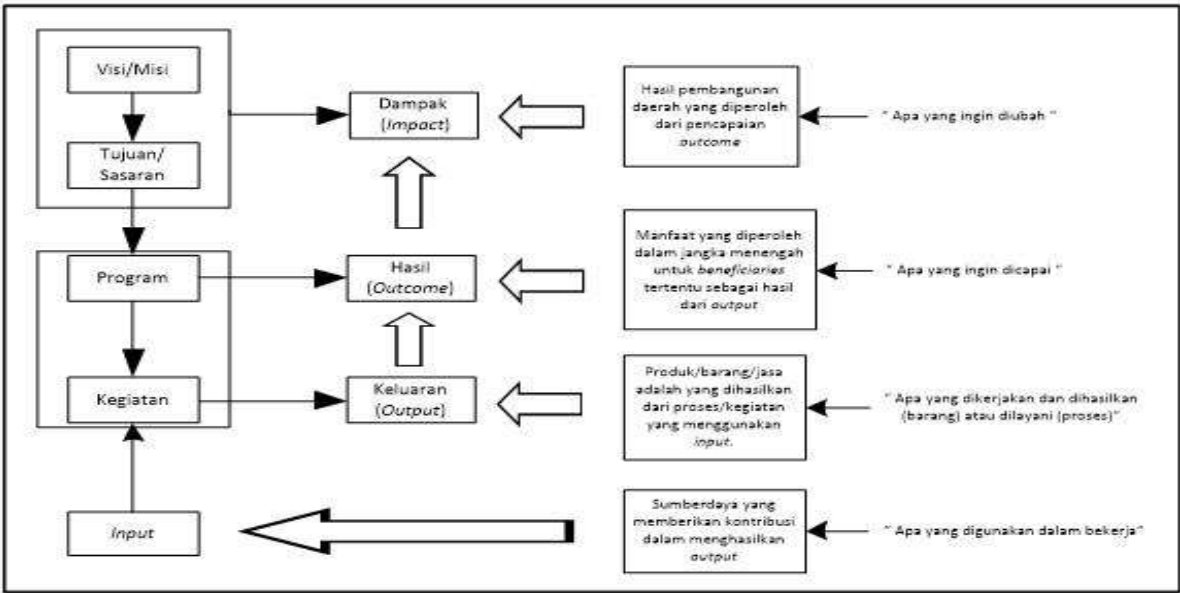 Visi/Misi
Tujuan/
Sasaran
Program
Kegiatan
Input
Dampak
(Impact)
Hasil
(Outcome)
Keluaran
(Output)
Hasil pembangunan
daerah yang diperoleh
dari pencapaian
outcome
" Apa yang ingin diubah "
Manfaat yang diperoleh
dalam jangka menengah
untuk beneficiaries
tertentu sebagai hasil
dari output
" Apa yang ingin dicapai "
Produk/barang/jasa
adalah yang dihasilkan
dari proses/kegiatan
yang menggunakan
input.
" Apa yang dikerjakan dan dihasilkan
(barang) atau dilayani (proses)"
Sumberdaya yang
memberikan kontribusi
dalam menghasilkan
output
" Apa yang digunakan dalam bekerja"